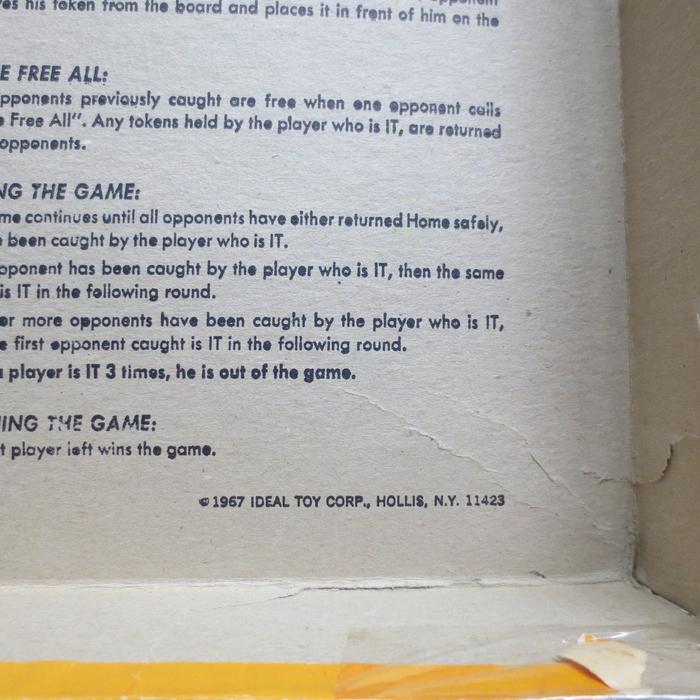 his token from the board and places it in front of him on the
E FREE ALL:
pponents previously caught are free when one opponent calls
e Free All". Any tokens held by the player who is IT, are returned
opponents.
NG THE GAME:
me continues until all opponents have either returned Home safely,
been caught by the player who is IT.
pponent has been caught by the player who is IT, then the same
is IT in the following round.
or more opponents have been caught by the player who is IT,
e first opponent caught is IT in the following round.
player is IT 3 times, he is out of the game.
ING THE GAME:
t player left wins the game.
©1967 IDEAL TOY CORP., HOLLIS, N.Y. 11423